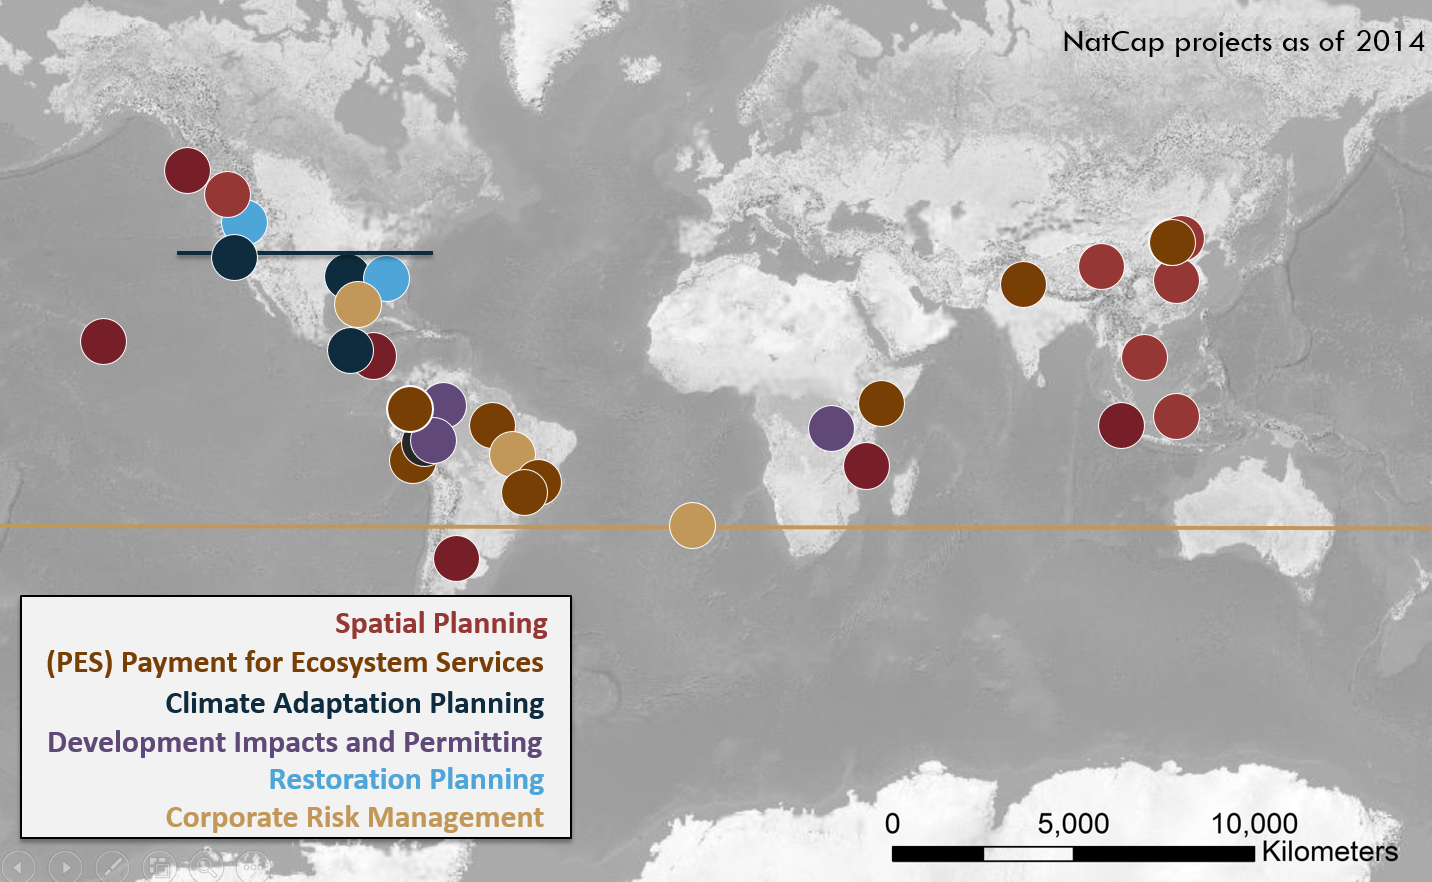 NatCap projects as of 2014
Spatial Planning
(PES) Payment for Ecosystem Services
Climate Adaptation Planning
Development Impacts and Permitting
Restoration Planning
Corporate Risk Management
0 5,000 10,000
Kilometers